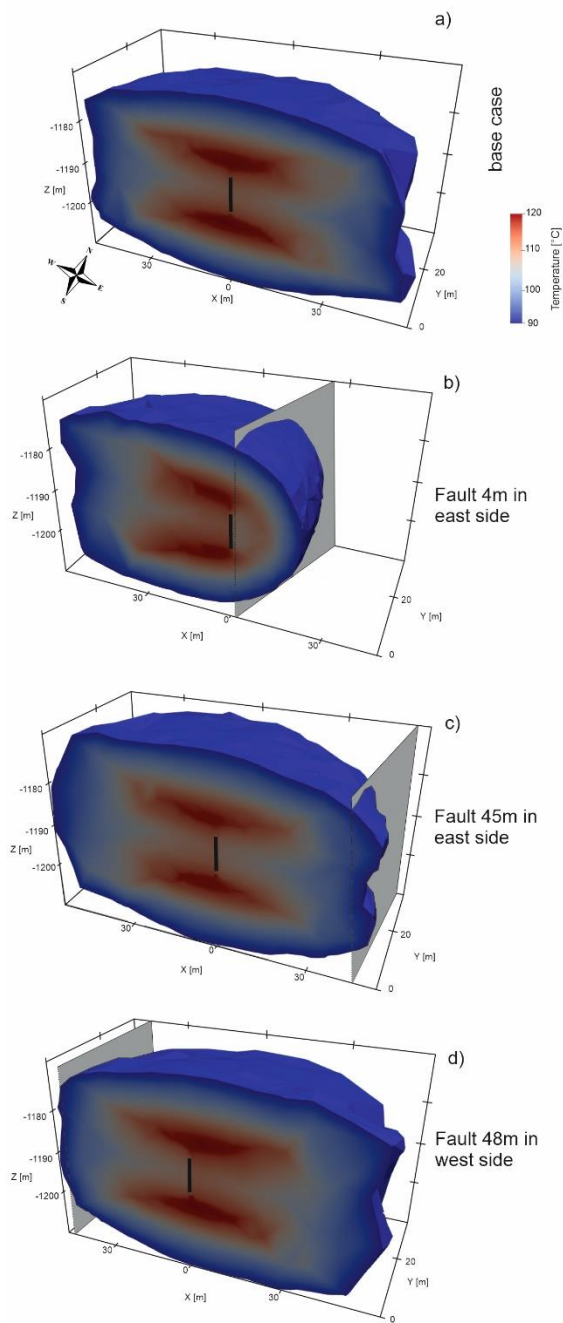 a)
base case
-1180
-1190
Z [m]
-1200
N
W
E
S
30
X [m]
0
30
20
Y [m]
0
120
110
100
90
Temperature [°C]
b)
Fault 4m in
east side
-1180
-1190
Z [m]
-1200
30
X [m]
0
30
20
Y [m]
0
c)
Fault 45m in
east side
-1180
-1190
Z [m]
-1200
30
X [m]
0
30
20
Y [m]
0
d)
Fault 48m in
west side
-1180
-1190
Z [m]
-1200
30
X [m]
0
30
20
Y [m]
0